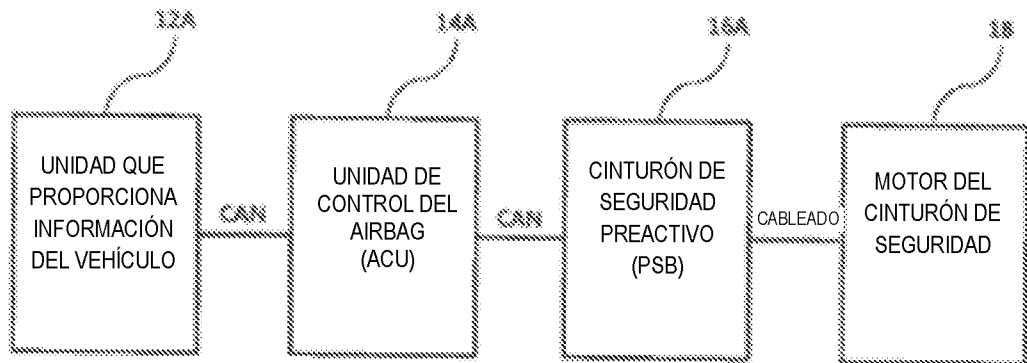 12A
14A
16A
18
UNIDAD QUE
PROPORCIONA
INFORMACIÓN
DEL VEHÍCULO
CAN
UNIDAD DE
CONTROL DEL
AIRBAG
(ACU)
CAN
CINTURÓN DE
SEGURIDAD
PREACTIVO
(PSB)
CABLEADO
MOTOR DEL
CINTURÓN DE
SEGURIDAD